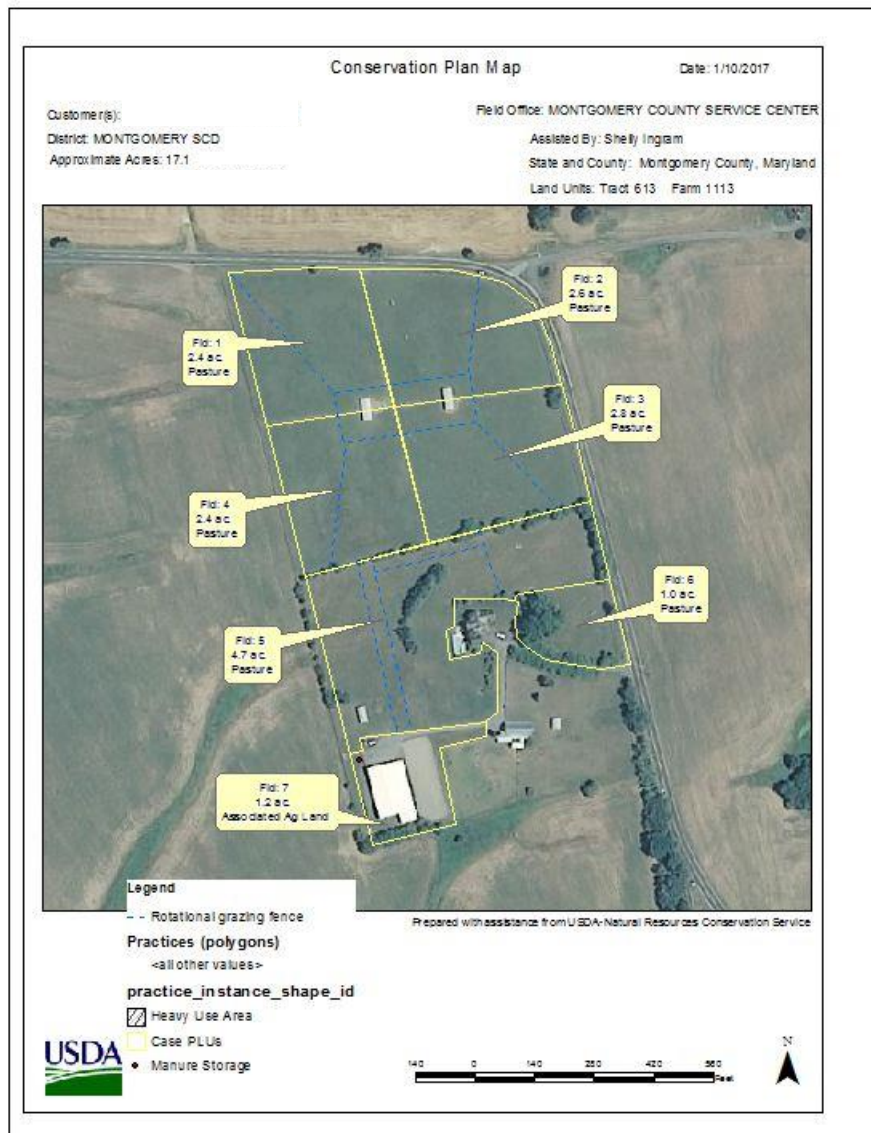 Conservation Plan Map
Date: 1/10/2017
Customer(s):
District: MONTGOMERY SCD
Approximate Acres: 17.1
Field Office: MONTGOMERY COUNTY SERVICE CENTER
Assisted By: Shelly Ingram
State and County: Montgomery County, Maryland
Land Units: Tract 613 Farm 1113
Fld: 1
2.4 ac.
Pasture
Fld: 2
2.6 ac.
Pasture
Fld: 3
2.8 ac.
Pasture
Fld: 4
2.4 ac.
Pasture
Fld: 5
4.7 ac.
Pasture
Fld: 6
1.0 ac.
Pasture
Fld: 7
1.2 ac.
Associated Ag Land
Legend
Rotational grazing fence
Practices (polygons)
<all other values>
practice_instance_shape_id
Heavy Use Area
Case PLUs
Manure Storage
Prepared with assistance from USDA-Natural Resources Conservation Service
USDA
140 0 140 280 420 560
Feet
N